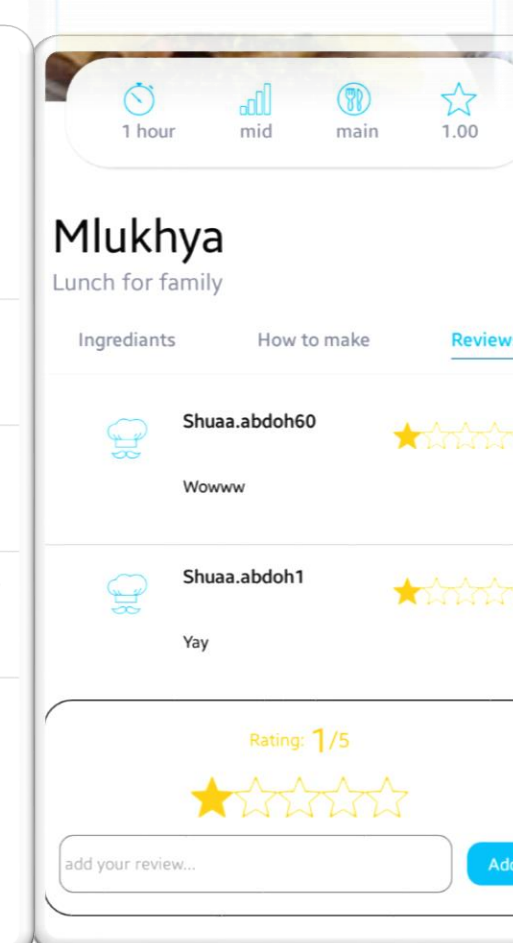 1 hour mid main 1.00
Mlukhya
Lunch for family
Ingrediants How to make Review
Shuaa.abdoh60
Wowww
Shuaa.abdoh1
Yay
Rating: 1/5
add your review...
Add